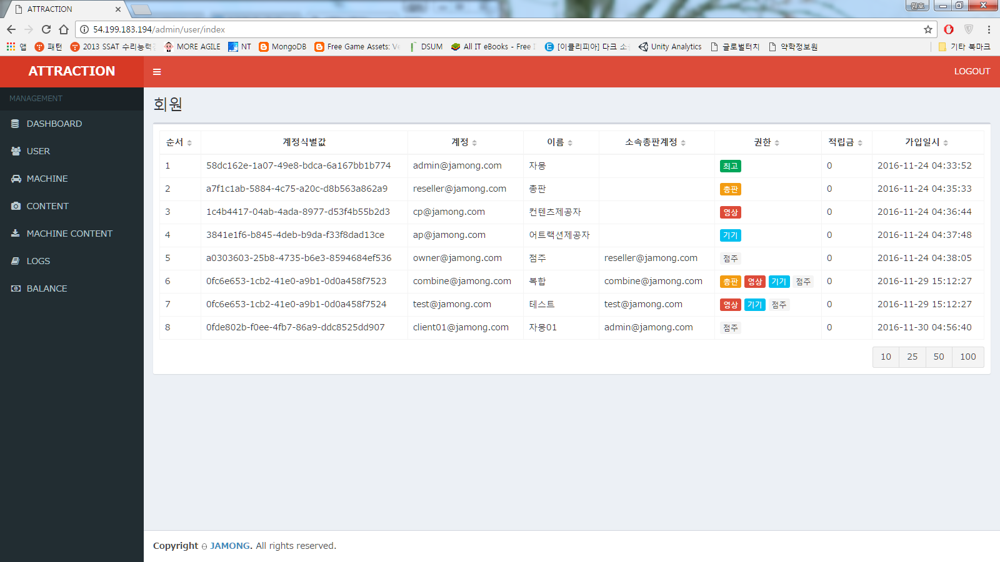 ATTRACTION
원호
54.199.183.194/admin/user/index
앱 패턴 2013 SSAT 수리능력 MORE AGILE NT MongoDB Free Game Assets: Ve DSUM All IT eBooks - Free I [이클리피아] 다크 소 Unity Analytics 글로벌터치 약학정보원 기타 북마크
ATTRACTION LOGOUT
MANAGEMENT
DASHBOARD
USER
MACHINE
CONTENT
MACHINE CONTENT
LOGS
BALANCE
회원
순서 계정식별값 계정 이름 소속총판계정 권한 적립금 가입일시
1 58dc162e-1a07-49e8-bdca-6a167bb1b774 admin@jamong.com 자몽 최고 0 2016-11-24 04:33:52
2 a7f1c1ab-5884-4c75-a20c-d8b563a862a9 reseller@jamong.com 총판 총판 0 2016-11-24 04:35:33
3 1c4b4417-04ab-4ada-8977-d53f4b55b2d3 cp@jamong.com 컨텐츠제공자 영상 0 2016-11-24 04:36:44
4 3841e1f6-b845-4deb-b9da-f33f8dad13ce ap@jamong.com 어트랙션제공자 기기 0 2016-11-24 04:37:48
5 a0303603-25b8-4735-b6e3-8594684ef536 owner@jamong.com 점주 reseller@jamong.com 점주 0 2016-11-24 04:38:05
6 0fc6e653-1cb2-41e0-a9b1-0d0a458f7523 combine@jamong.com 복합 combine@jamong.com 총판 영상 기기 점주 0 2016-11-29 15:12:27
7 0fc6e653-1cb2-41e0-a9b1-0d0a458f7524 test@jamong.com 테스트 test@jamong.com 영상 기기 점주 0 2016-11-29 15:12:27
8 0fde802b-f0ee-4fb7-86a9-ddc8525dd907 client01@jamong.com 자몽01 admin@jamong.com 점주 0 2016-11-30 04:56:40
10 25 50 100
Copyright © JAMONG. All rights reserved.